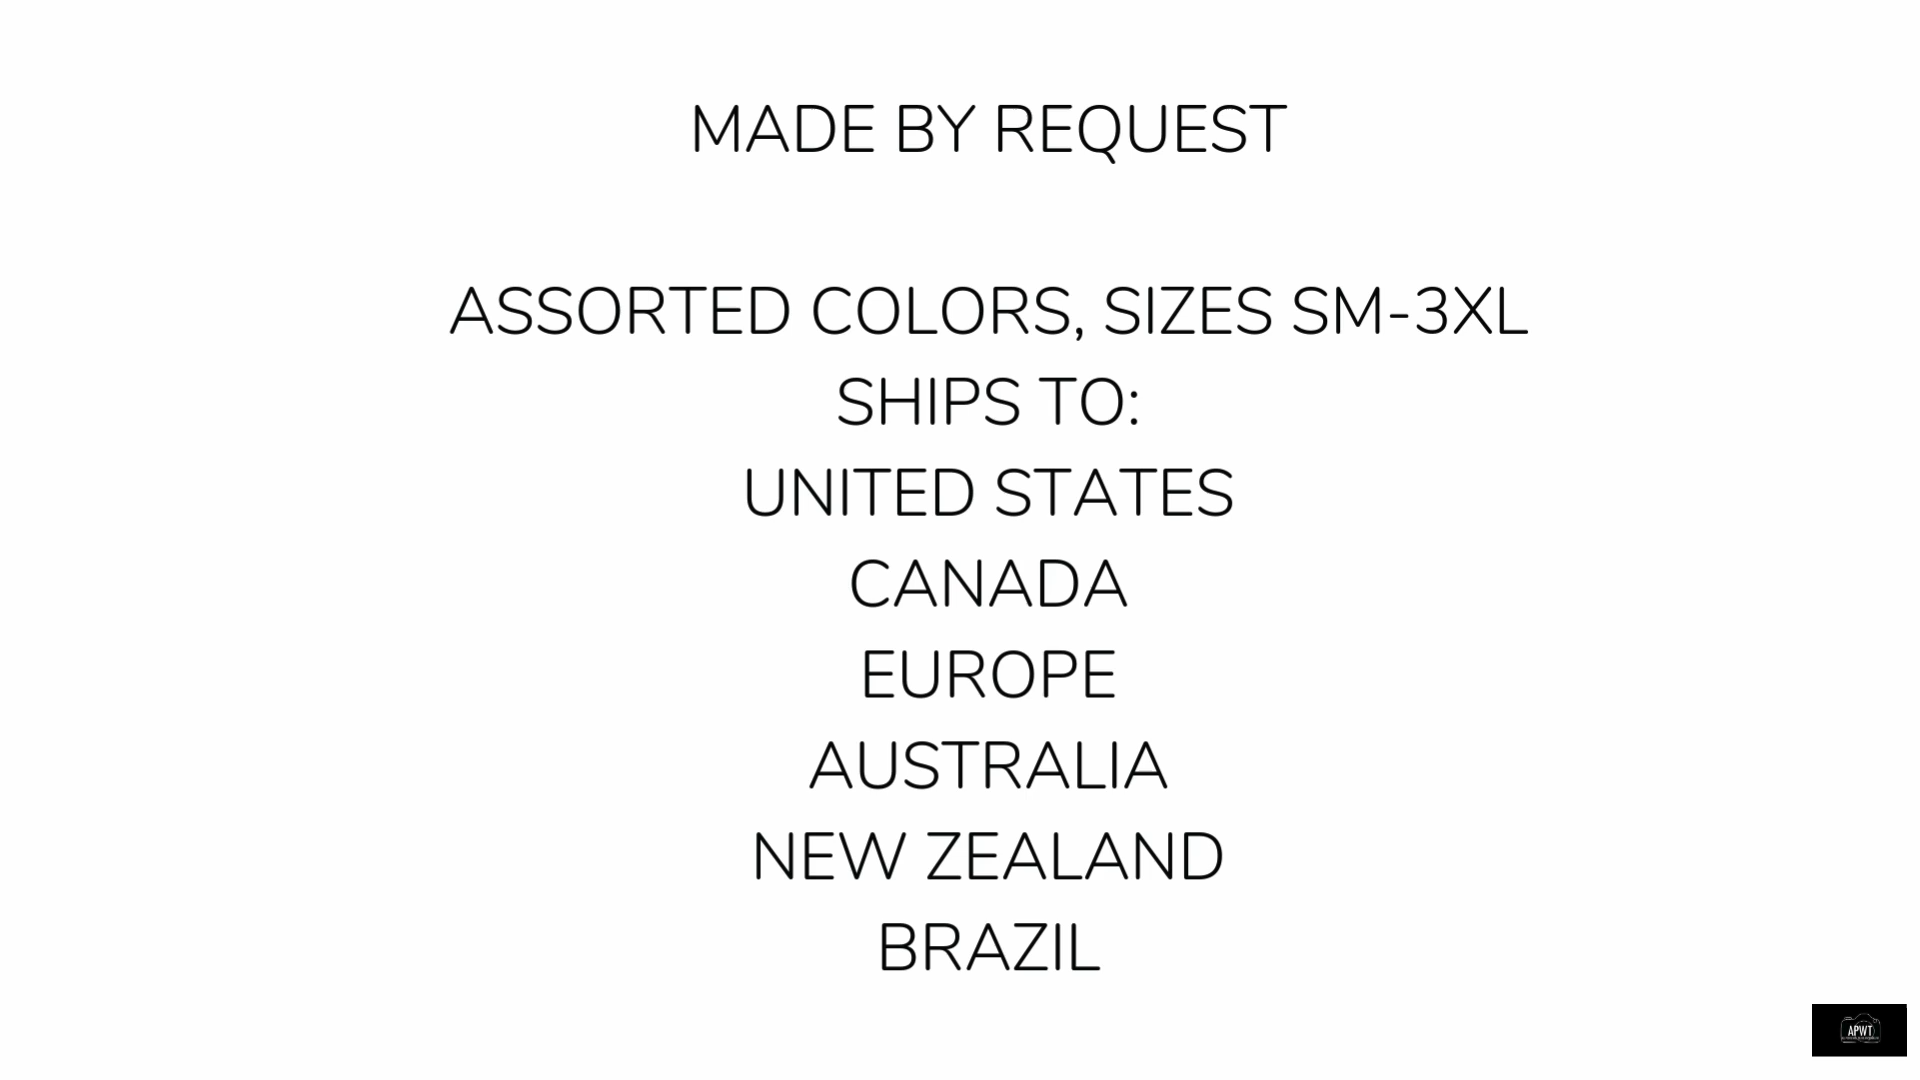 MADE BY REQUEST
ASSORTED COLORS, SIZES SM-3XL
SHIPS TO:
UNITED STATES
CANADA
EUROPE
AUSTRALIA
NEW ZEALAND
BRAZIL
APWT